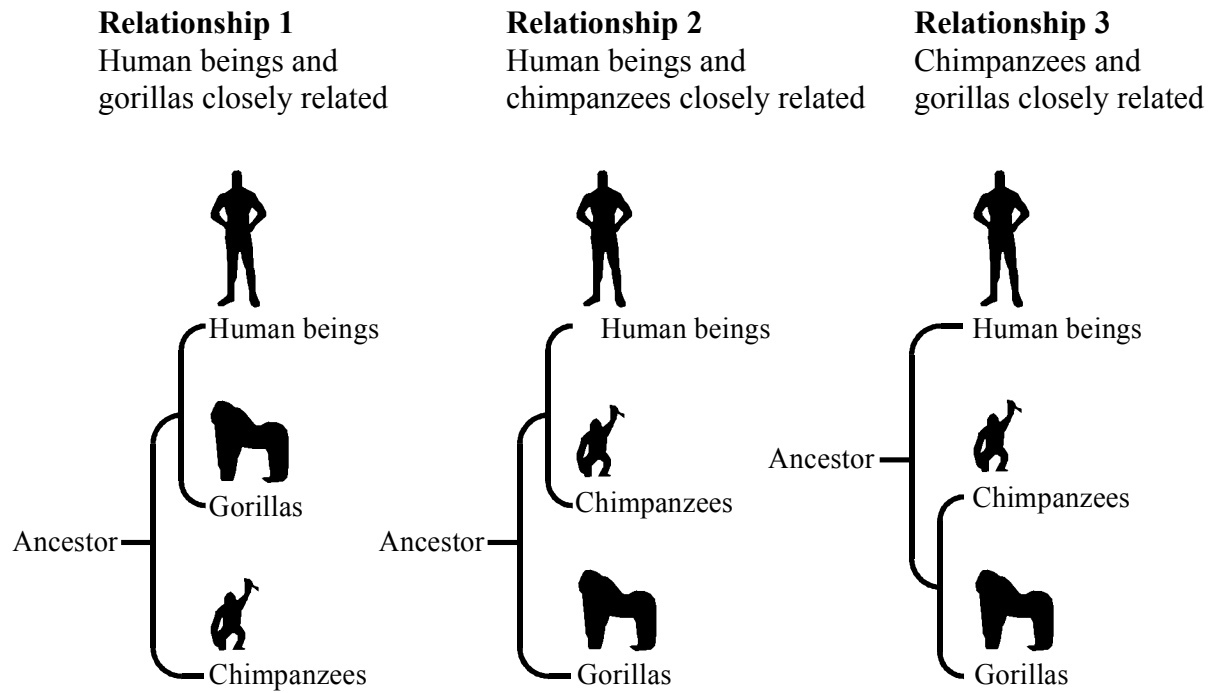 Relationship 1
Human beings and
gorillas closely related
Human beings
Gorillas
Ancestor
Chimpanzees
Relationship 2
Human beings and
chimpanzees closely related
Human beings
Chimpanzees
Ancestor
Gorillas
Relationship 3
Chimpanzees and
gorillas closely related
Human beings
Ancestor
Chimpanzees
Gorillas